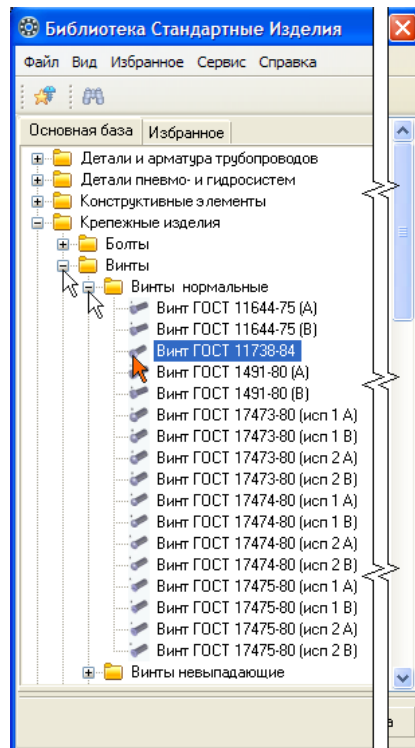 Библиотека Стандартные Изделия
Файл Вид Избранное Сервис Справка
Основная база Избранное
Детали и арматура трубопроводов
Детали пневмо- и гидросистем
Конструктивные элементы
Крепежные изделия
Болты
Винты
Винты нормальные
Винт ГОСТ 11644-75 (A)
Винт ГОСТ 11644-75 (B)
Винт ГОСТ 11738-84
Винт ГОСТ 1491-80 (A)
Винт ГОСТ 1491-80 (B)
Винт ГОСТ 17473-80 (исп 1 A)
Винт ГОСТ 17473-80 (исп 1 B)
Винт ГОСТ 17473-80 (исп 2 A)
Винт ГОСТ 17473-80 (исп 2 B)
Винт ГОСТ 17474-80 (исп 1 A)
Винт ГОСТ 17474-80 (исп 1 B)
Винт ГОСТ 17474-80 (исп 2 A)
Винт ГОСТ 17474-80 (исп 2 B)
Винт ГОСТ 17475-80 (исп 1 A)
Винт ГОСТ 17475-80 (исп 1 B)
Винт ГОСТ 17475-80 (исп 2 A)
Винт ГОСТ 17475-80 (исп 2 B)
Винты невыпадающие